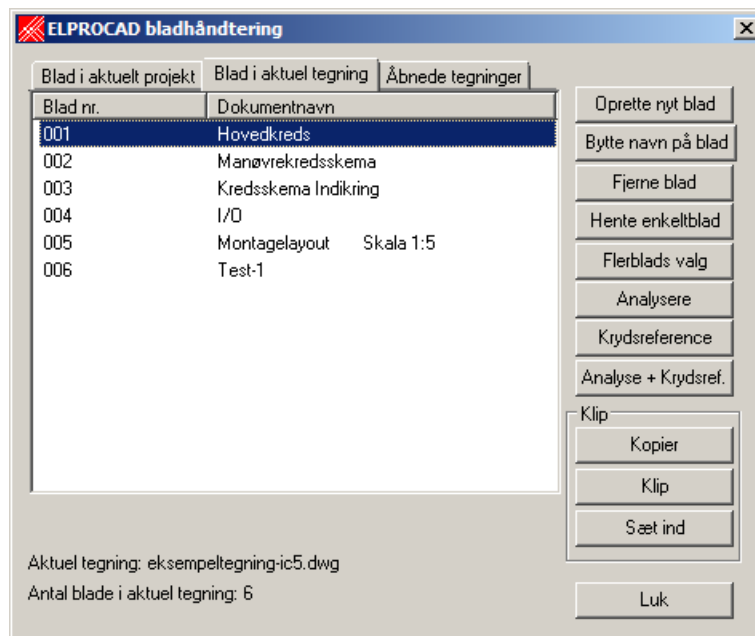 ELPROCAD bladhåndtering
Blad i aktuelt projekt
Blad i aktuel tegning
Åbnede tegninger
Blad nr. Dokumentnavn
001 Hovedkreds
002 Manøvrekredsskema
003 Kredsskema Indikring
004 I/O
005 Montagelayout Skala 1:5
006 Test-1
Oprette nyt blad
Bytte navn på blad
Fjerne blad
Hente enkeltblad
Flerblads valg
Analysere
Krydsreference
Analyse + Krydsref.
Klip
Kopier
Klip
Sæt ind
Aktuel tegning: eksempeltegning-ic5.dwg
Antal blade i aktuel tegning: 6
Luk